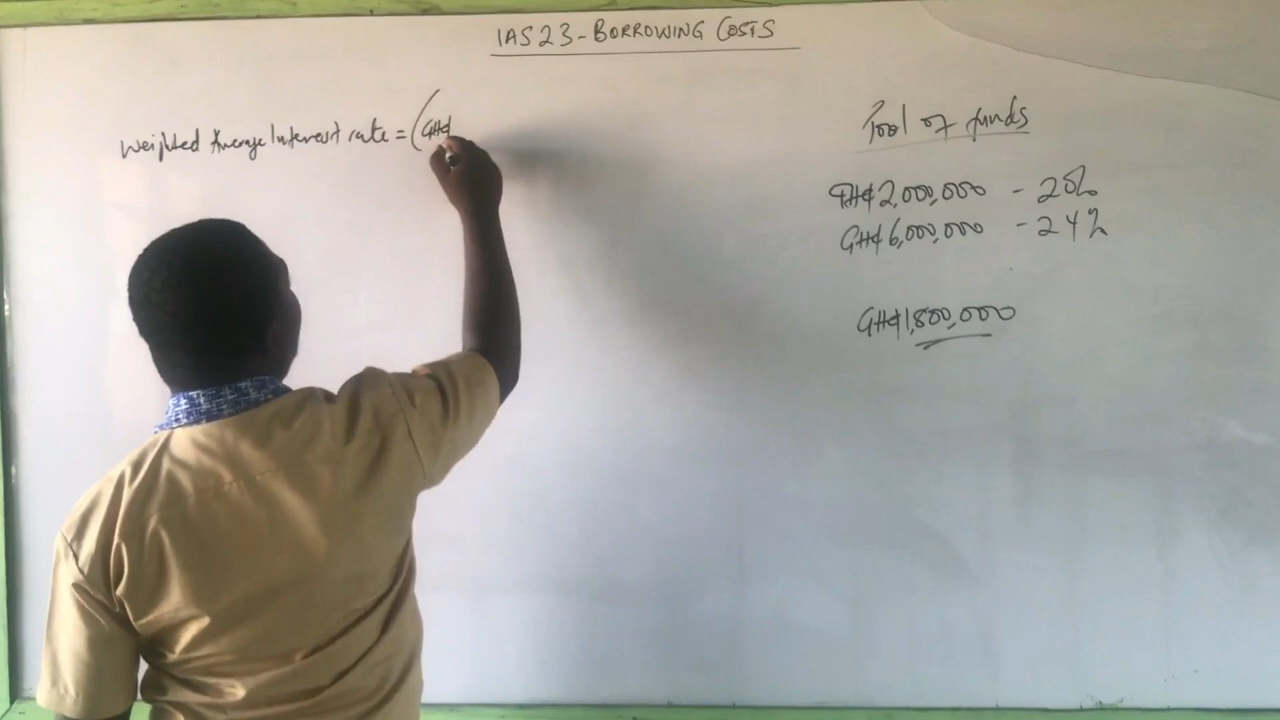 IAS 23 - BORROWING COSTS
Weighted Average Interest rate = (GH¢
Pool of funds
GH¢2,000,000 - 20%
GH¢6,000,000 - 24%
GH¢1,800,000